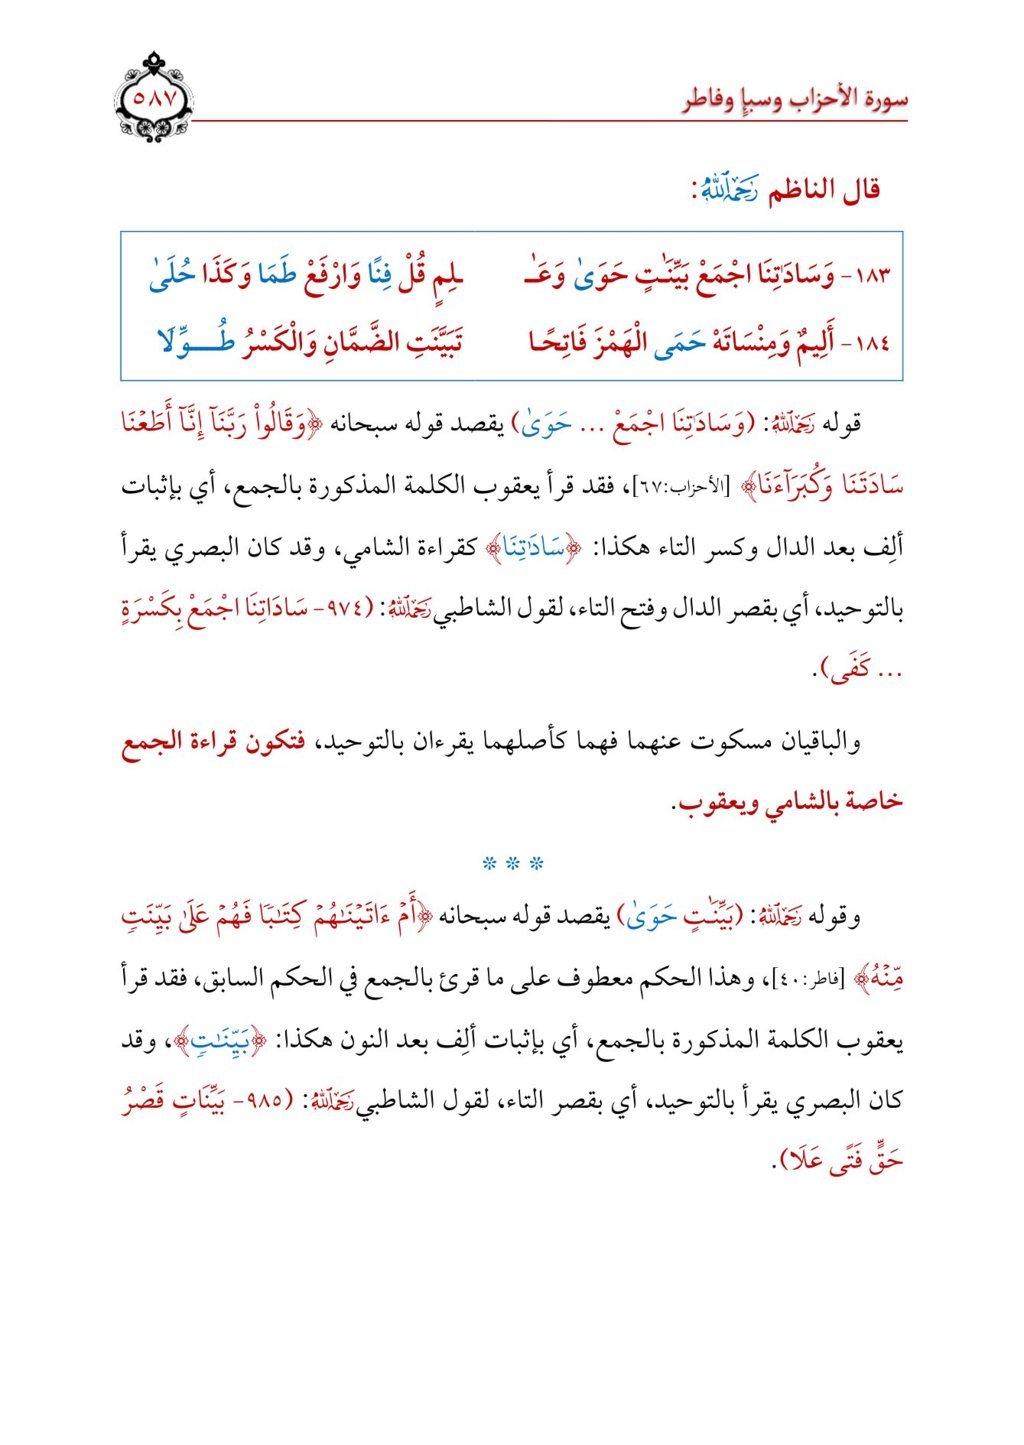 سورة الأحزاب وسبإٍ وفاطر
٥٨٧
قال الناظم رَحِمَهُ ٱللَّهُ:
١٨٣- وَسَادَٰتِنَا اجْمَعْ بَيِّنَٰتٍ حَوَىٰ وَعَـٰ ـلِمٍ قُلْ فِنًا وَارْفَعْ طَمَا وَكَذَا حُلَىٰ
١٨٤- أَلِيمٌ وَمِنْسَاتَهْ حَمَى الْهَمْزَ فَاتِحًا تَبَيَّنَتِ الضَّمَّانِ وَالْكَسْرُ طُـــوِّلَا
قوله رَحِمَهُ ٱللَّهُ: (وَسَادَٰتِنَا اجْمَعْ ... حَوَىٰ) يقصد قوله سبحانه ﴿وَقَالُوا۟ رَبَّنَآ إِنَّآ أَطَعْنَا
سَادَتَنَا وَكُبَرَآءَنَا﴾ [الأحزاب:٦٧]، فقد قرأ يعقوب الكلمة المذكورة بالجمع، أي بإثبات
ألِف بعد الدال وكسر التاء هكذا: ﴿سَادَٰتِنَا﴾ كقراءة الشامي، وقد كان البصري يقرأ
بالتوحيد، أي بقصر الدال وفتح التاء، لقول الشاطبي رَحِمَهُ ٱللَّهُ: (٩٧٤- سَادَاتِنَا اجْمَعْ بِكَسْرَةٍ
... كَفَى).
والباقيان مسكوت عنهما فهما كأصلهما يقرءان بالتوحيد، فتكون قراءة الجمع
خاصة بالشامي ويعقوب.
* * *
وقوله رَحِمَهُ ٱللَّهُ: (بَيِّنَٰتٍ حَوَىٰ) يقصد قوله سبحانه ﴿أَمْ ءَاتَيْنَٰهُمْ كِتَٰبًا فَهُمْ عَلَىٰ بَيِّنَتٍ
مِّنْهُ﴾ [فاطر:٤٠]، وهذا الحكم معطوف على ما قرئ بالجمع في الحكم السابق، فقد قرأ
يعقوب الكلمة المذكورة بالجمع، أي بإثبات ألِف بعد النون هكذا: ﴿بَيِّنَٰتٍ﴾، وقد
كان البصري يقرأ بالتوحيد، أي بقصر التاء، لقول الشاطبي رَحِمَهُ ٱللَّهُ: (٩٨٥- بَيِّنَاتٍ قَصْرُ
حَقٍّ فَتًى عَلَا).